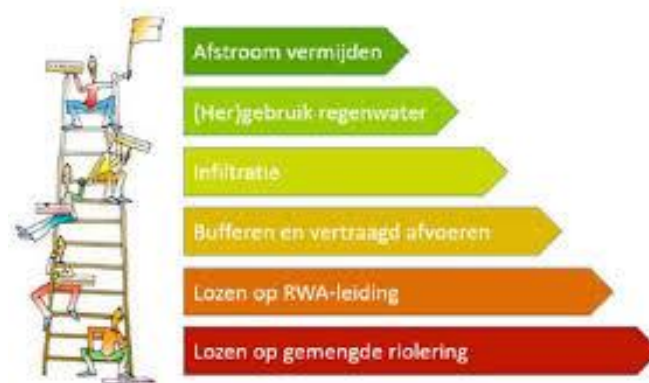 Afstroom vermijden
(Her)gebruik regenwater
Infiltratie
Bufferen en vertraagd afvoeren
Lozen op RWA-leiding
Lozen op gemengde riolering